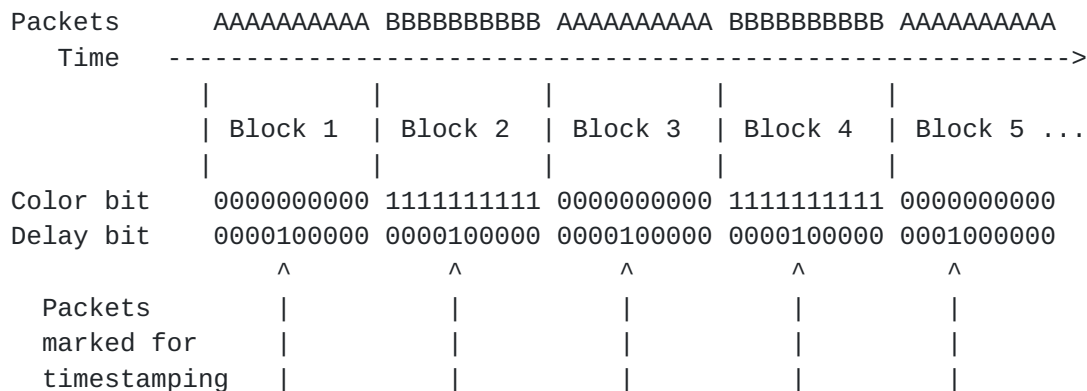 Packets      AAAAAAAAAA BBBBBBBBBB AAAAAAAAAA BBBBBBBBBB AAAAAAAAAA
   Time   ---------------------------------------------------------->
            |          |          |          |          |
            | Block 1  | Block 2  | Block 3  | Block 4  | Block 5 ...
            |          |          |          |          |
Color bit    0000000000 1111111111 0000000000 1111111111 0000000000
Delay bit    0000100000 0000100000 0000100000 0000100000 0001000000
                 ^          ^          ^          ^         ^
  Packets        |          |          |          |         |
  marked for     |          |          |          |         |
  timestamping   |          |          |          |         |